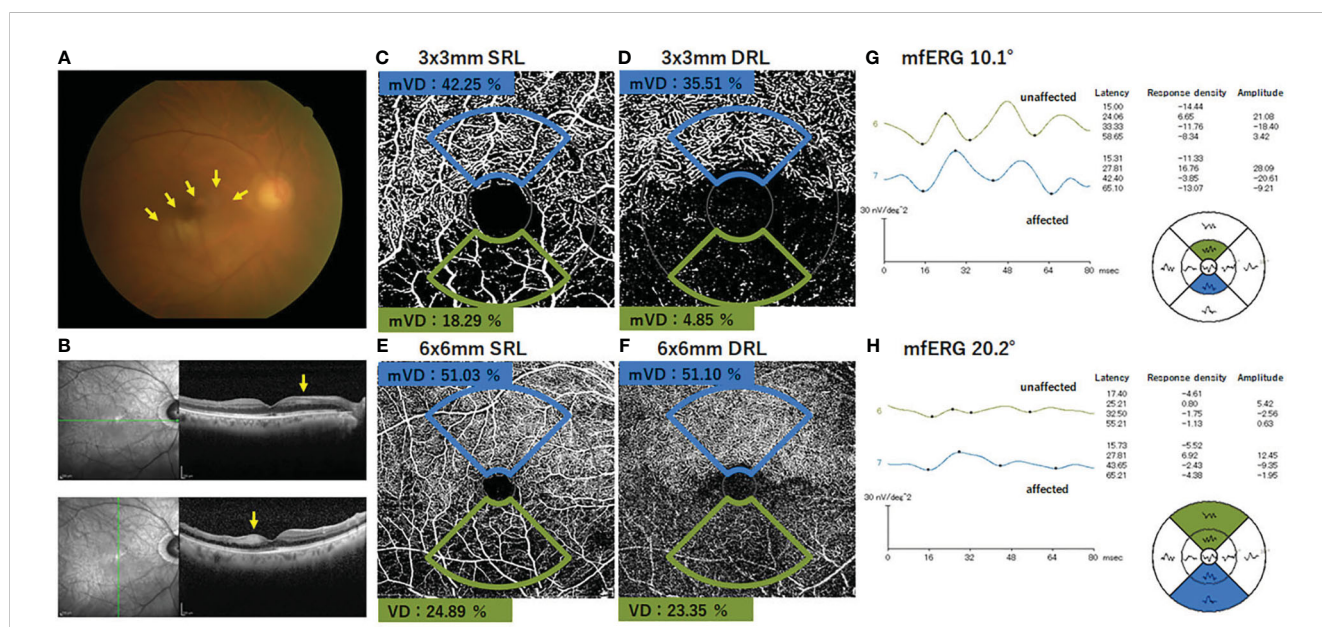 A
B
C 3x3mm SRL
mVD : 42.25 %
mVD : 18.29 %
D 3x3mm DRL
mVD : 35.51 %
mVD : 4.85 %
E 6x6mm SRL
mVD : 51.03 %
VD : 24.89 %
F 6x6mm DRL
mVD : 51.10 %
VD : 23.35 %
G mfERG 10.1°
unaffected
Latency Response density Amplitude
6
15.00 −14.44
24.06 6.65 21.08
33.33 −11.76 −18.40
58.65 −8.34 3.42
7
15.31 −11.33
27.81 16.76 28.09
42.40 −3.85 −20.61
65.10 −13.07 −9.21
affected
30 nV/deg^2
0 16 32 48 64 80 msec
H mfERG 20.2°
unaffected
Latency Response density Amplitude
6
17.40 −4.61
25.21 0.80 5.42
32.50 −1.75 −2.56
55.21 −1.13 0.63
7
15.73 −5.52
27.81 6.92 12.45
43.65 −2.43 −9.35
65.21 −4.38 −1.95
affected
30 nV/deg^2
0 16 32 48 64 80 msec